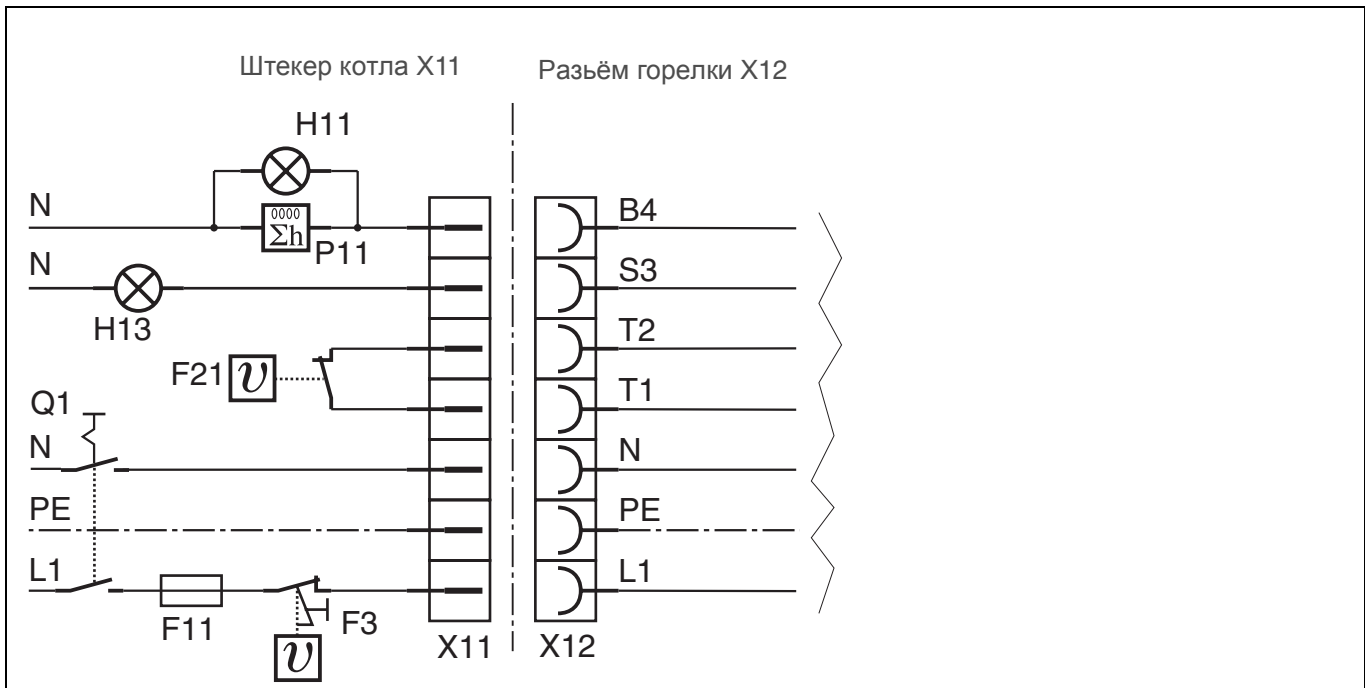 Штекер котла X11
Разьём горелки X12
H11
N
0000
Σh
P11
B4
N
H13
S3
F21
υ
T2
T1
Q1
N
N
PE
PE
L1
F11
F3
υ
L1
X11
X12